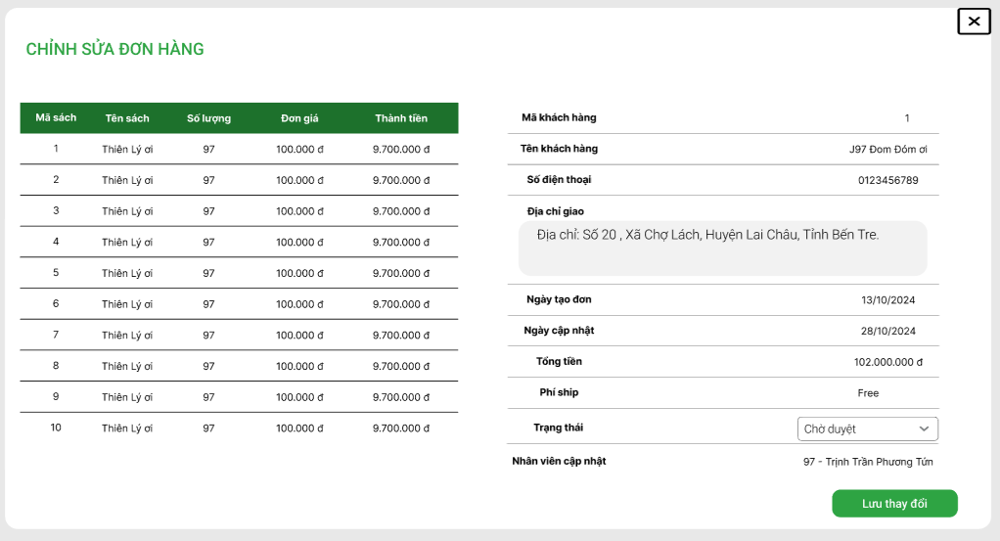 CHỈNH SỬA ĐƠN HÀNG
Mã sách Tên sách Số lượng Đơn giá Thành tiền
1 Thiên Lý ơi 97 100.000 đ 9.700.000 đ
2 Thiên Lý ơi 97 100.000 đ 9.700.000 đ
3 Thiên Lý ơi 97 100.000 đ 9.700.000 đ
4 Thiên Lý ơi 97 100.000 đ 9.700.000 đ
5 Thiên Lý ơi 97 100.000 đ 9.700.000 đ
6 Thiên Lý ơi 97 100.000 đ 9.700.000 đ
7 Thiên Lý ơi 97 100.000 đ 9.700.000 đ
8 Thiên Lý ơi 97 100.000 đ 9.700.000 đ
9 Thiên Lý ơi 97 100.000 đ 9.700.000 đ
10 Thiên Lý ơi 97 100.000 đ 9.700.000 đ
Mã khách hàng 1
Tên khách hàng J97 Đom Đóm ơi
Số điện thoại 0123456789
Địa chỉ giao
Địa chỉ: Số 20 , Xã Chợ Lách, Huyện Lai Châu, Tỉnh Bến Tre.
Ngày tạo đơn 13/10/2024
Ngày cập nhật 28/10/2024
Tổng tiền 102.000.000 đ
Phí ship Free
Trạng thái Chờ duyệt
Nhân viên cập nhật 97 - Trịnh Trần Phương Tứn
Lưu thay đổi